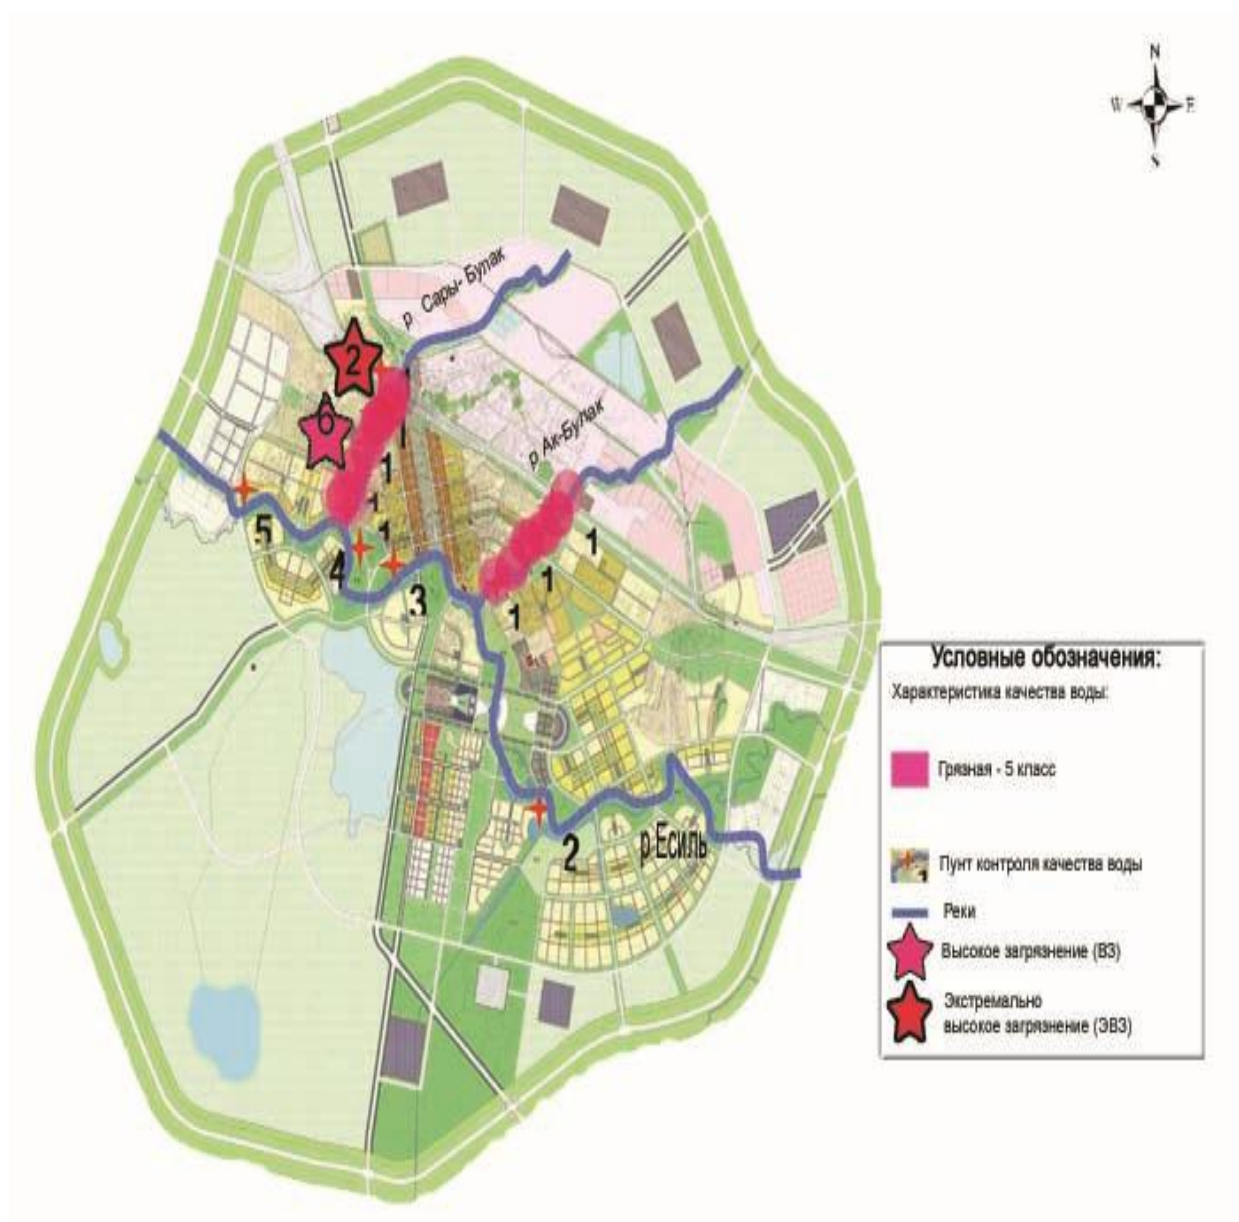 N
W E
S
р Сары- Булак
2
6
р Ак-Булак
1
1
1
1
5
4
3
1
1
1
2
р Есиль
Условные обозначения:
Характеристика качества воды:
Грязная - 5 класс
Пунт контроля качества воды
1
Реки
Высокое загрязнение (ВЗ)
Экстремально
высокое загрязнение (ЭВЗ)